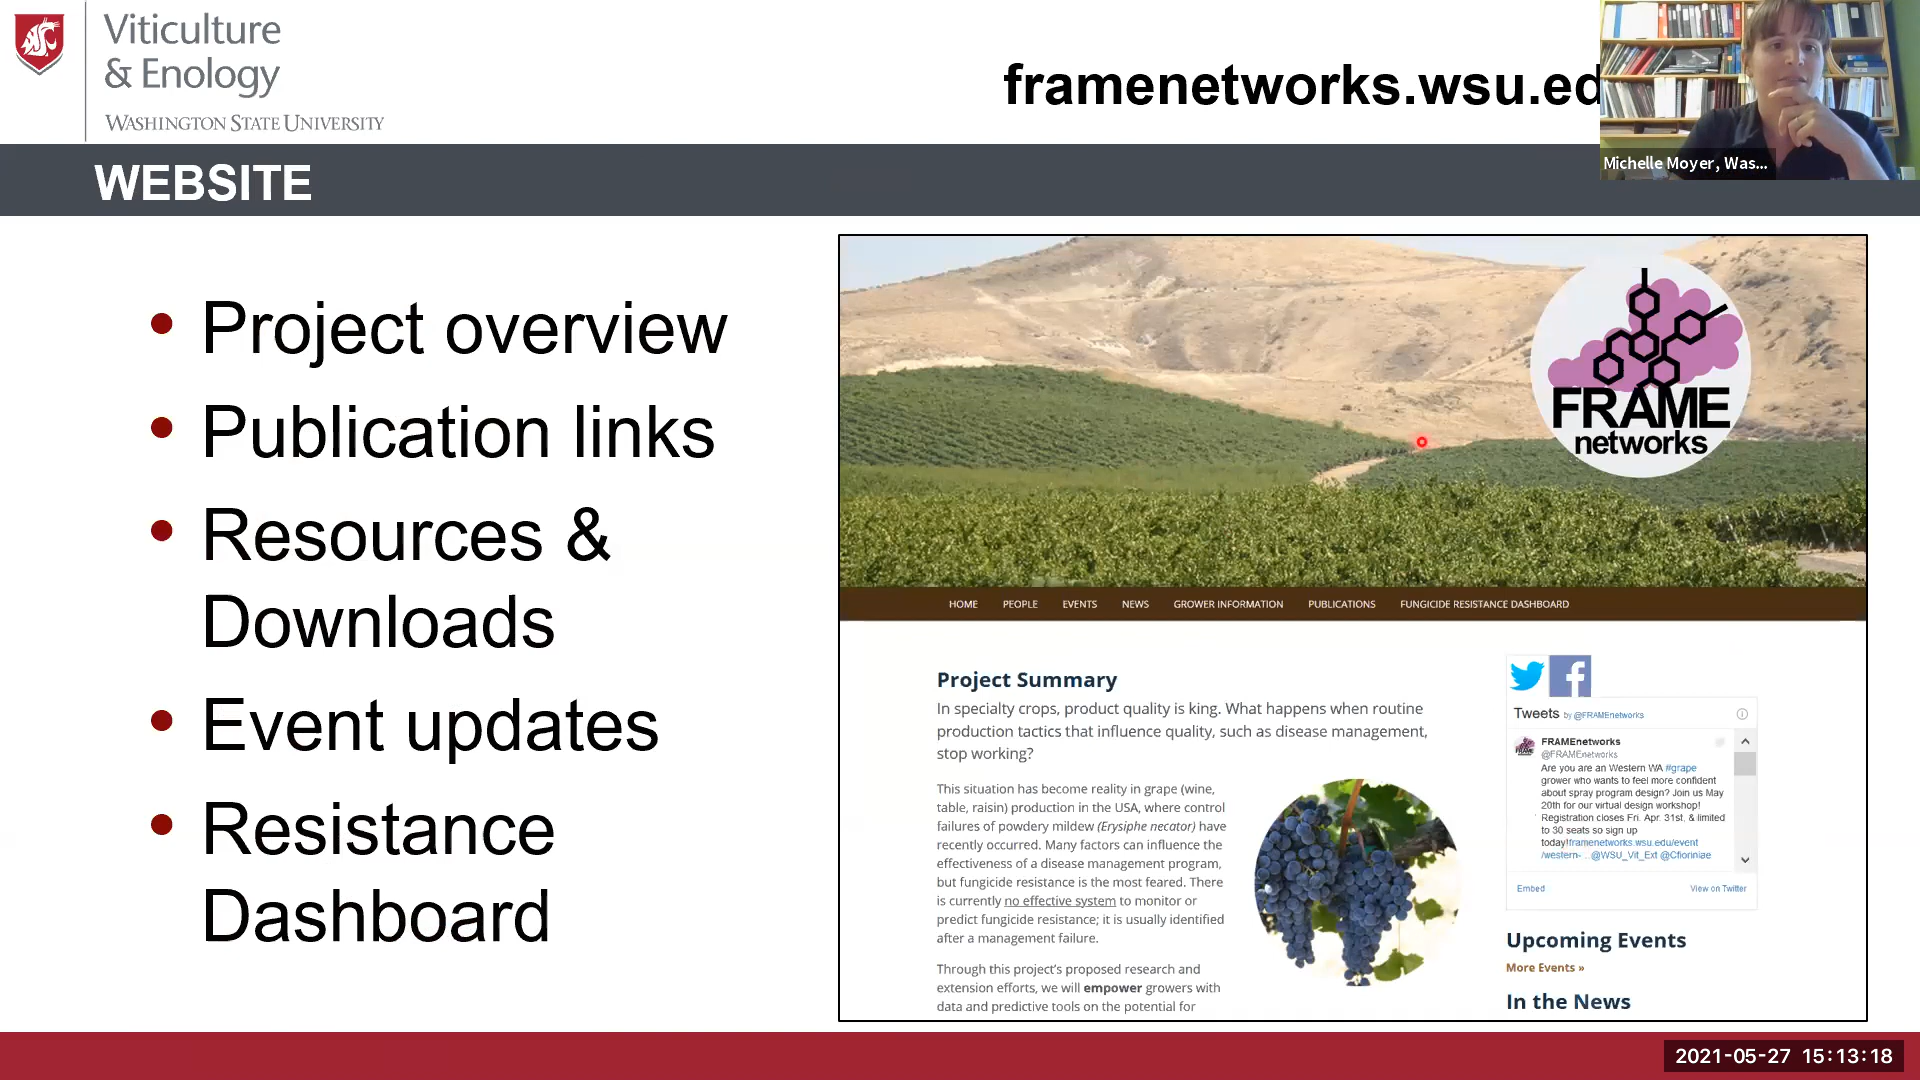 Viticulture
& Enology
WASHINGTON STATE UNIVERSITY
framenetworks.wsu.ed
Michelle Moyer, Was...
WEBSITE
• Project overview
• Publication links
• Resources &
Downloads
• Event updates
• Resistance
Dashboard
FRAME
networks
HOME PEOPLE EVENTS NEWS GROWER INFORMATION PUBLICATIONS FUNGICIDE RESISTANCE DASHBOARD
Project Summary
In specialty crops, product quality is king. What happens when routine
production tactics that influence quality, such as disease management,
stop working?
This situation has become reality in grape (wine,
table, raisin) production in the USA, where control
failures of powdery mildew (Erysiphe necator) have
recently occurred. Many factors can influence the
effectiveness of a disease management program,
but fungicide resistance is the most feared. There
is currently no effective system to monitor or
predict fungicide resistance; it is usually identified
after a management failure.
Through this project's proposed research and
extension efforts, we will empower growers with
data and predictive tools on the potential for
Tweets by @FRAMEnetworks
FRAMEnetworks
@FRAMEnetworks
Are you are an Western WA #grape
grower who wants to feel more confident
about spray program design? Join us May
20th for our virtual design workshop!
Registration closes Fri. Apr. 31st, & limited
to 30 seats so sign up
today!framenetworks.wsu.edu/event
/western- ...@WSU_Vit_Ext @Cfioriniae
Embed View on Twitter
Upcoming Events
More Events »
In the News
2021-05-27 15:13:18